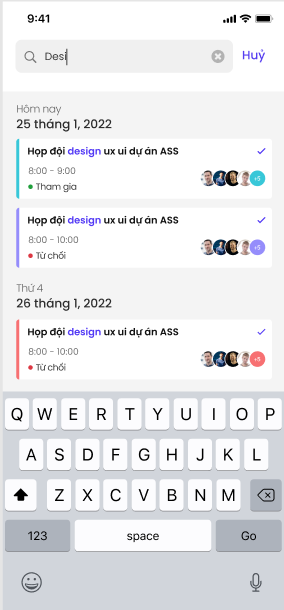 9:41
Desi
Huỷ
Hôm nay
25 tháng 1, 2022
Họp đội design ux ui dự án ASS
8:00 - 9:00
Tham gia
+5
Họp đội design ux ui dự án ASS
8:00 - 10:00
Từ chối
+5
Thứ 4
26 tháng 1, 2022
Họp đội design ux ui dự án ASS
8:00 - 10:00
Từ chối
+5
Q W E R T Y U I O P
A S D F G H J K L
Z X C V B N M
123 space Go